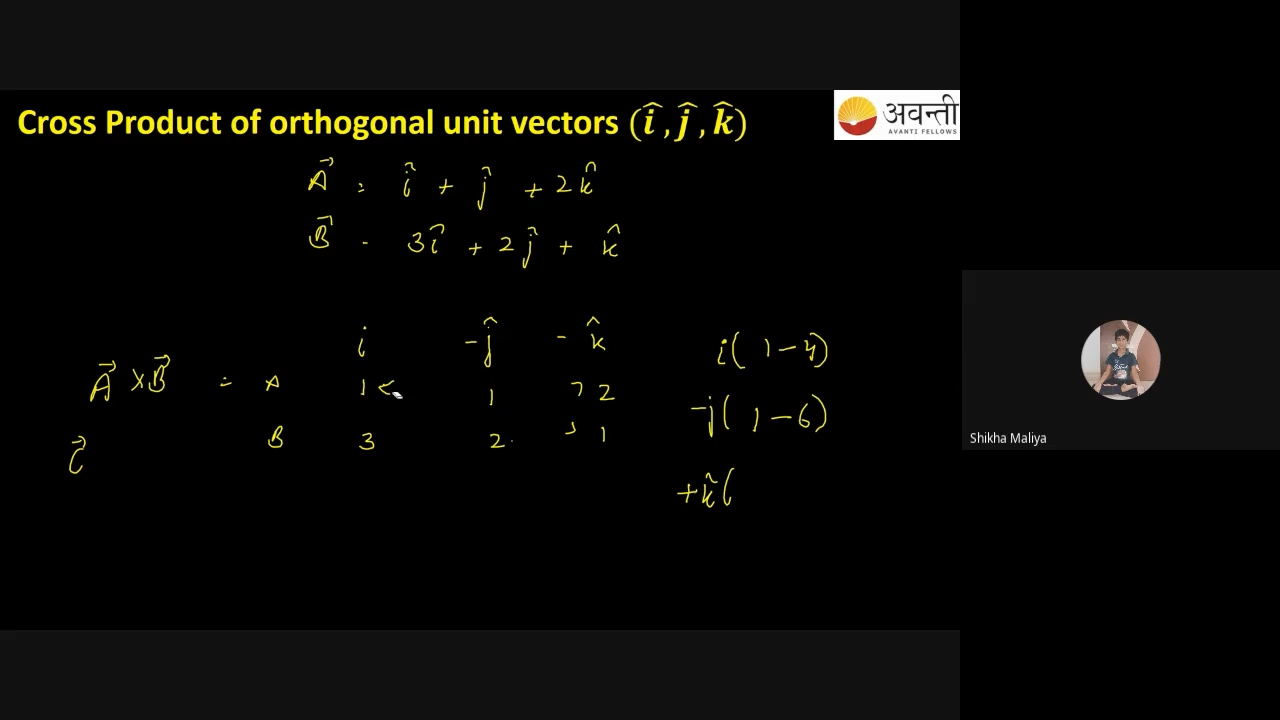 Cross Product of orthogonal unit vectors (î, ĵ, k̂)
अवन्ती
AVANTI FELLOWS
A⃗ = î + ĵ + 2k̂
B⃗ - 3î + 2ĵ + k̂
i -ĵ - k̂
A⃗ × B⃗ = A 1 1 2
C⃗ B 3 2 1
i( 1-4)
-j( 1-6)
+k̂(
Shikha Maliya